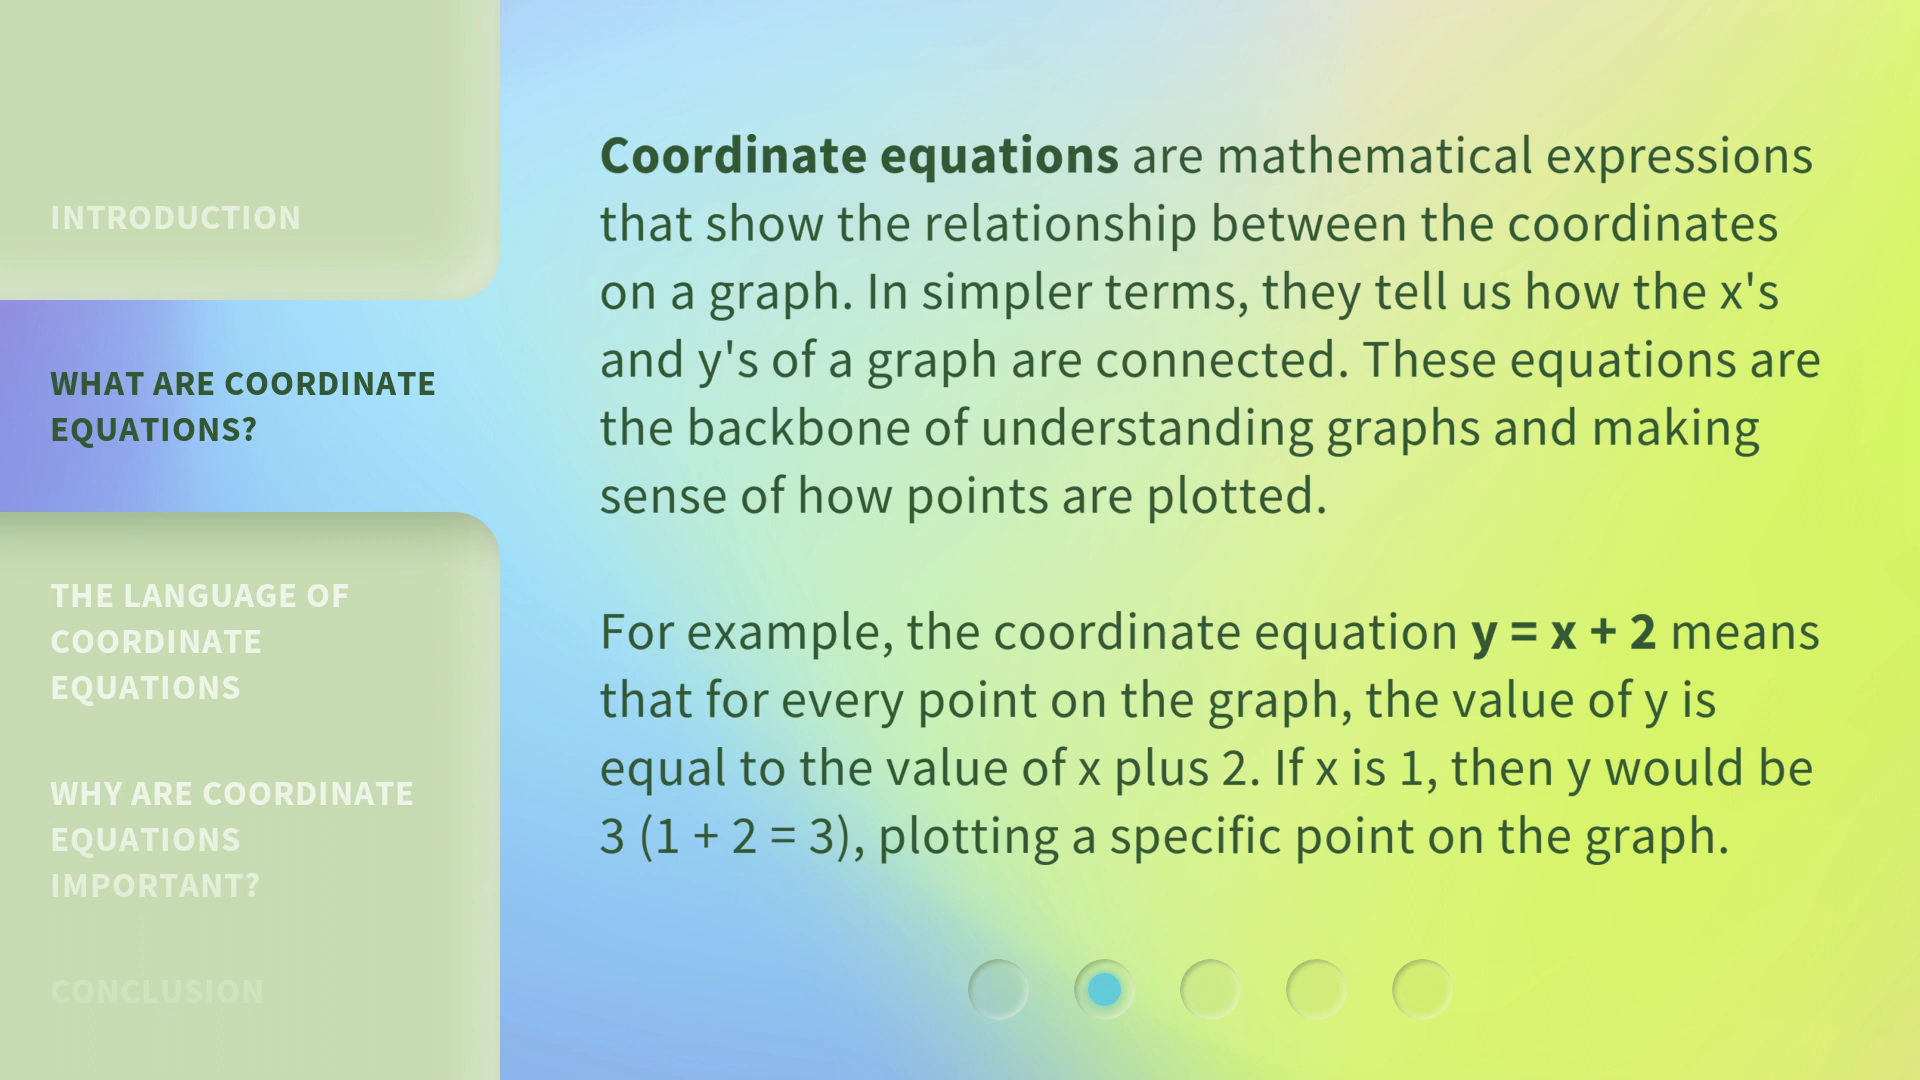 INTRODUCTION
WHAT ARE COORDINATE
EQUATIONS?
THE LANGUAGE OF
COORDINATE
EQUATIONS
WHY ARE COORDINATE
EQUATIONS
IMPORTANT?
CONCLUSION
Coordinate equations are mathematical expressions
that show the relationship between the coordinates
on a graph. In simpler terms, they tell us how the x's
and y's of a graph are connected. These equations are
the backbone of understanding graphs and making
sense of how points are plotted.
For example, the coordinate equation y = x + 2 means
that for every point on the graph, the value of y is
equal to the value of x plus 2. If x is 1, then y would be
3 (1 + 2 = 3), plotting a specific point on the graph.